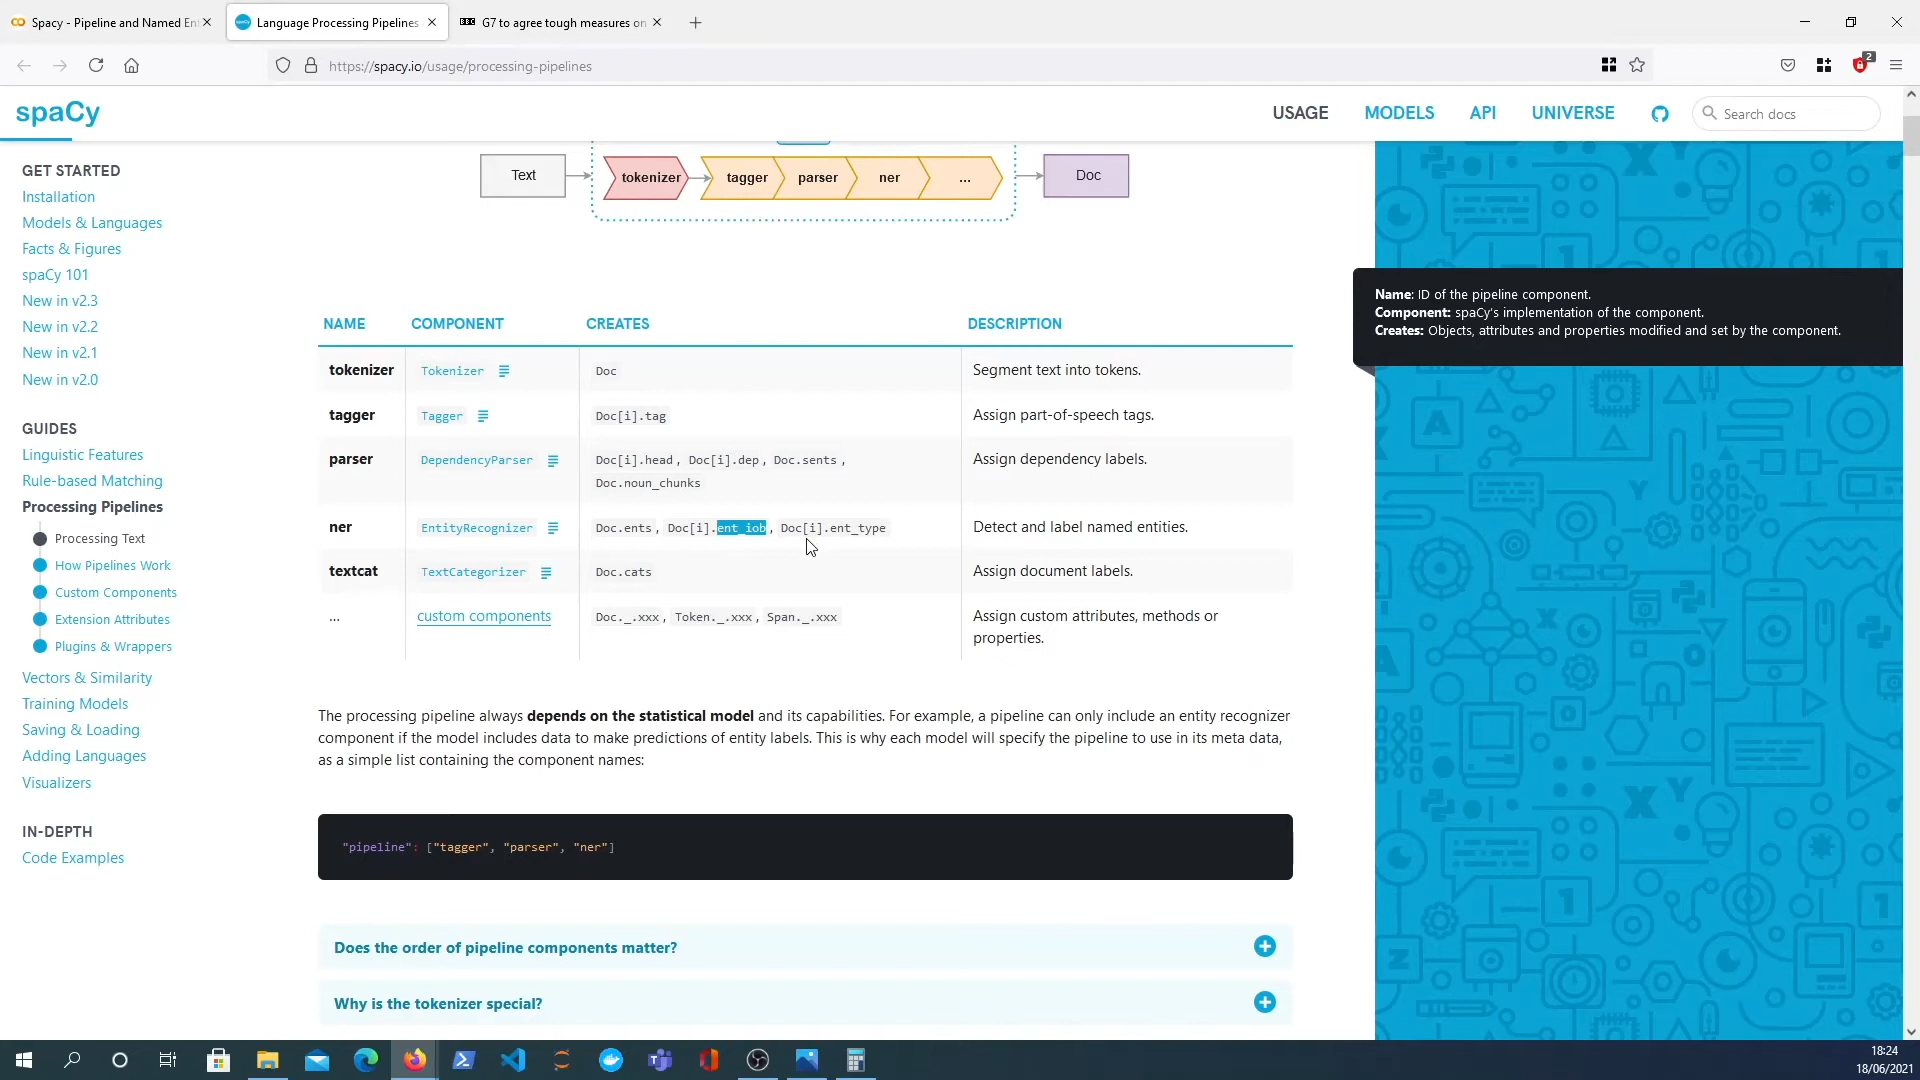 Spacy - Pipeline and Named Ent
Language Processing Pipelines
G7 to agree tough measures on
https://spacy.io/usage/processing-pipelines
2
spaCy
USAGE
MODELS
API
UNIVERSE
Search docs
GET STARTED
Installation
Models & Languages
Facts & Figures
spaCy 101
New in v2.3
New in v2.2
New in v2.1
New in v2.0
GUIDES
Linguistic Features
Rule-based Matching
Processing Pipelines
Processing Text
How Pipelines Work
Custom Components
Extension Attributes
Plugins & Wrappers
Vectors & Similarity
Training Models
Saving & Loading
Adding Languages
Visualizers
IN-DEPTH
Code Examples
Text
tokenizer
tagger
parser
ner
...
Doc
NAME COMPONENT CREATES DESCRIPTION
tokenizer Tokenizer Doc Segment text into tokens.
tagger Tagger Doc[i].tag Assign part-of-speech tags.
parser DependencyParser Doc[i].head, Doc[i].dep, Doc.sents, Assign dependency labels.
Doc.noun_chunks
ner EntityRecognizer Doc.ents, Doc[i].ent_iob, Doc[i].ent_type Detect and label named entities.
textcat TextCategorizer Doc.cats Assign document labels.
... custom components Doc._.xxx, Token._.xxx, Span._.xxx Assign custom attributes, methods or
properties.
The processing pipeline always depends on the statistical model and its capabilities. For example, a pipeline can only include an entity recognizer
component if the model includes data to make predictions of entity labels. This is why each model will specify the pipeline to use in its meta data,
as a simple list containing the component names:
"pipeline": ["tagger", "parser", "ner"]
Does the order of pipeline components matter?
Why is the tokenizer special?
Name: ID of the pipeline component.
Component: spaCy's implementation of the component.
Creates: Objects, attributes and properties modified and set by the component.
18:24
18/06/2021